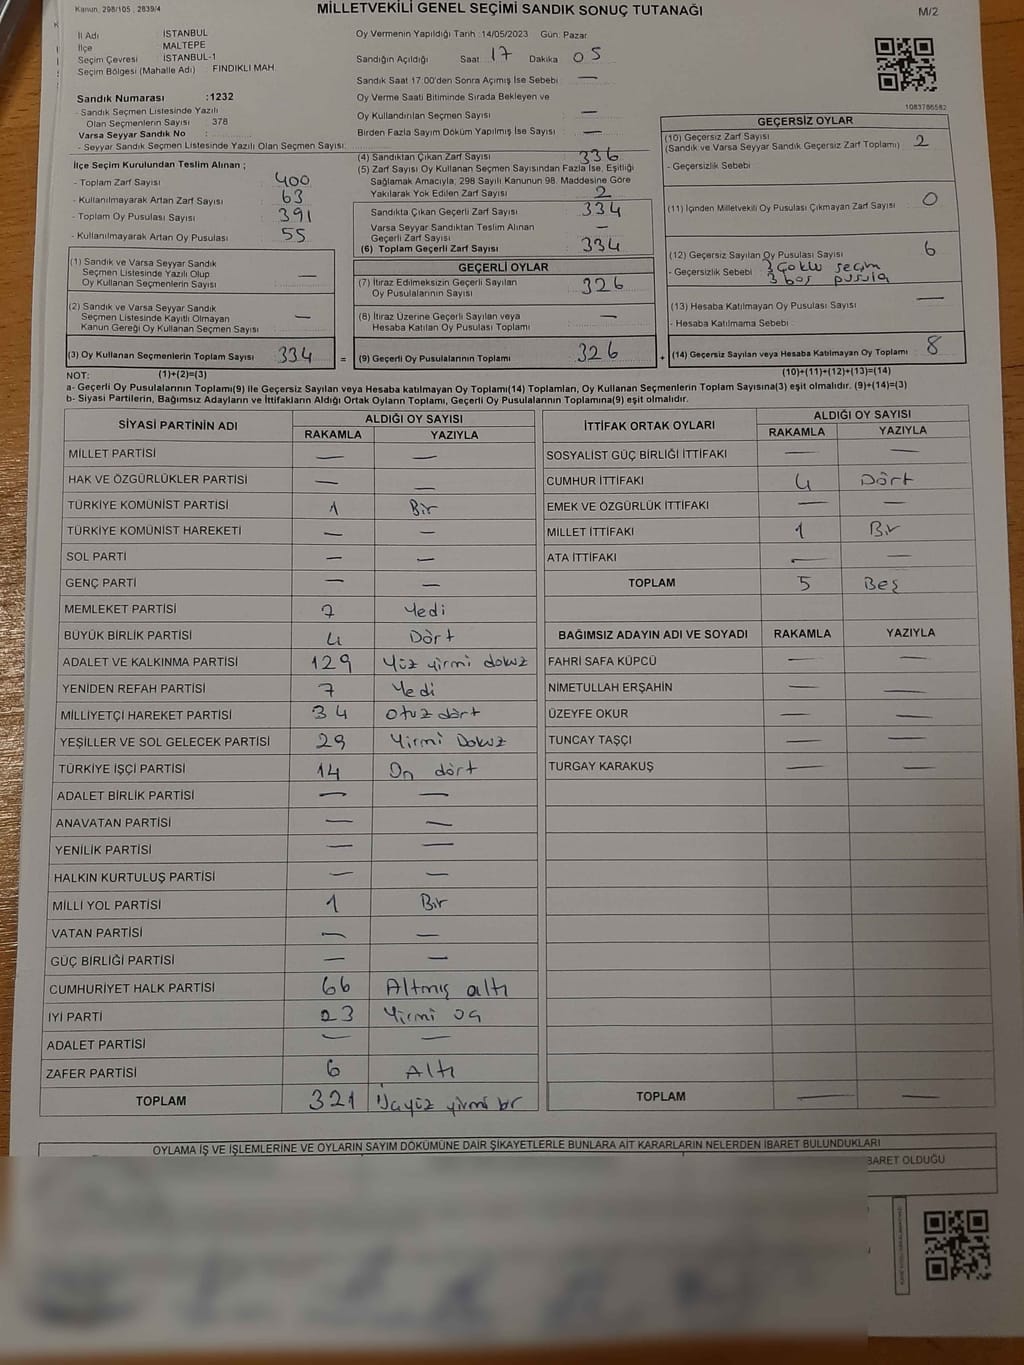 Kanun, 298/105 , 2839/4
MİLLETVEKİLİ GENEL SEÇİMİ SANDIK SONUÇ TUTANAĞI
M/2
İl Adı : İSTANBUL
İlçe : MALTEPE
Seçim Çevresi : İSTANBUL-1
Seçim Bölgesi (Mahalle Adı) : FINDIKLI MAH.
Sandık Numarası :1232
- Sandık Seçmen Listesinde Yazılı
Olan Seçmenlerin Sayısı : 378
Varsa Seyyar Sandık No :
- Seyyar Sandık Seçmen Listesinde Yazılı Olan Seçmen Sayısı:
Oy Vermenin Yapıldığı Tarih :14/05/2023 Gün: Pazar
Sandığın Açıldığı Saat 17 Dakika 05
Sandık Saat 17.00'den Sonra Açımış İse Sebebi : —
Oy Verme Saati Bitiminde Sırada Bekleyen ve
Oy Kullandırılan Seçmen Sayısı : —
Birden Fazla Sayım Döküm Yapılmış İse Sayısı : —
1083786582
İlçe Seçim Kurulundan Teslim Alınan ;
- Toplam Zarf Sayısı : 400
- Kullanılmayarak Artan Zarf Sayısı : 63
- Toplam Oy Pusulası Sayısı : 391
- Kullanılmayarak Artan Oy Pusulası : 55
(4) Sandıktan Çıkan Zarf Sayısı : 336
(5) Zarf Sayısı Oy Kullanan Seçmen Sayısından Fazla İse, Eşitliği
Sağlamak Amacıyla, 298 Sayılı Kanunun 98. Maddesine Göre
Yakılarak Yok Edilen Zarf Sayısı : 2
Sandıkta Çıkan Geçerli Zarf Sayısı : 334
Varsa Seyyar Sandıktan Teslim Alınan
Geçerli Zarf Sayısı : —
(6) Toplam Geçerli Zarf Sayısı : 334
GEÇERSİZ OYLAR
(10) Geçersiz Zarf Sayısı
(Sandık ve Varsa Seyyar Sandık Geçersiz Zarf Toplamı) : 2
- Geçersizlik Sebebi :
(11) İçinden Milletvekili Oy Pusulası Çıkmayan Zarf Sayısı : 0
(12) Geçersiz Sayılan Oy Pusulası Sayısı : 6
- Geçersizlik Sebebi : 3 çoklu seçim
3 boş pusula
(13) Hesaba Katılmayan Oy Pusulası Sayısı : —
- Hesaba Katılmama Sebebi :
(14) Geçersiz Sayılan veya Hesaba Katılmayan Oy Toplamı : 8
(10)+(11)+(12)+(13)=(14)
(1) Sandık ve Varsa Seyyar Sandık
Seçmen Listesinde Yazılı Olup
Oy Kullanan Seçmenlerin Sayısı : —
(2) Sandık ve Varsa Seyyar Sandık
Seçmen Listesinde Kayıtlı Olmayan
Kanun Gereği Oy Kullanan Seçmen Sayısı : —
(3) Oy Kullanan Seçmenlerin Toplam Sayısı : 334 =
GEÇERLİ OYLAR
(7) İtiraz Edilmeksizin Geçerli Sayılan
Oy Pusulalarının Sayısı : 326
(8) İtiraz Üzerine Geçerli Sayılan veya
Hesaba Katılan Oy Pusulası Toplamı : —
(9) Geçerli Oy Pusulalarının Toplamı : 326 +
NOT: (1)+(2)=(3)
a- Geçerli Oy Pusulalarının Toplamı(9) ile Geçersiz Sayılan veya Hesaba katılmayan Oy Toplamı(14) Toplamları, Oy Kullanan Seçmenlerin Toplam Sayısına(3) eşit olmalıdır. (9)+(14)=(3)
b- Siyasi Partilerin, Bağımsız Adayların ve İttifakların Aldığı Ortak Oyların Toplamı, Geçerli Oy Pusulalarının Toplamına(9) eşit olmalıdır.
SİYASİ PARTİNİN ADI ALDIĞI OY SAYISI
RAKAMLA YAZIYLA
MİLLET PARTİSİ — —
HAK VE ÖZGÜRLÜKLER PARTİSİ — —
TÜRKİYE KOMÜNİST PARTİSİ 1 Bir
TÜRKİYE KOMÜNİST HAREKETİ — —
SOL PARTİ — —
GENÇ PARTİ — —
MEMLEKET PARTİSİ 7 Yedi
BÜYÜK BİRLİK PARTİSİ 4 Dört
ADALET VE KALKINMA PARTİSİ 129 Yüz yirmi dokuz
YENİDEN REFAH PARTİSİ 7 Yedi
MİLLİYETÇİ HAREKET PARTİSİ 34 Otuz dört
YEŞİLLER VE SOL GELECEK PARTİSİ 29 Yirmi Dokuz
TÜRKİYE İŞÇİ PARTİSİ 14 On dört
ADALET BİRLİK PARTİSİ — —
ANAVATAN PARTİSİ — —
YENİLİK PARTİSİ — —
HALKIN KURTULUŞ PARTİSİ — —
MİLLİ YOL PARTİSİ 1 Bir
VATAN PARTİSİ — —
GÜÇ BİRLİĞİ PARTİSİ — —
CUMHURİYET HALK PARTİSİ 66 Altmış altı
İYİ PARTİ 23 Yirmi üç
ADALET PARTİSİ — —
ZAFER PARTİSİ 6 Altı
TOPLAM 321 Üçyüz yirmi bir
İTTİFAK ORTAK OYLARI ALDIĞI OY SAYISI
RAKAMLA YAZIYLA
SOSYALİST GÜÇ BİRLİĞİ İTTİFAKI — —
CUMHUR İTTİFAKI 4 Dört
EMEK VE ÖZGÜRLÜK İTTİFAKI — —
MİLLET İTTİFAKI 1 Bir
ATA İTTİFAKI — —
TOPLAM 5 Beş
BAĞIMSIZ ADAYIN ADI VE SOYADI RAKAMLA YAZIYLA
FAHRİ SAFA KÜPCÜ — —
NİMETULLAH ERŞAHİN — —
ÜZEYFE OKUR — —
TUNCAY TAŞÇI — —
TURGAY KARAKUŞ — —
TOPLAM — —
OYLAMA İŞ VE İŞLEMLERİNE VE OYLARIN SAYIM DÖKÜMÜNE DAİR ŞİKAYETLERLE BUNLARA AİT KARARLARIN NELERDEN İBARET BULUNDUKLARI
BARET OLDUĞU